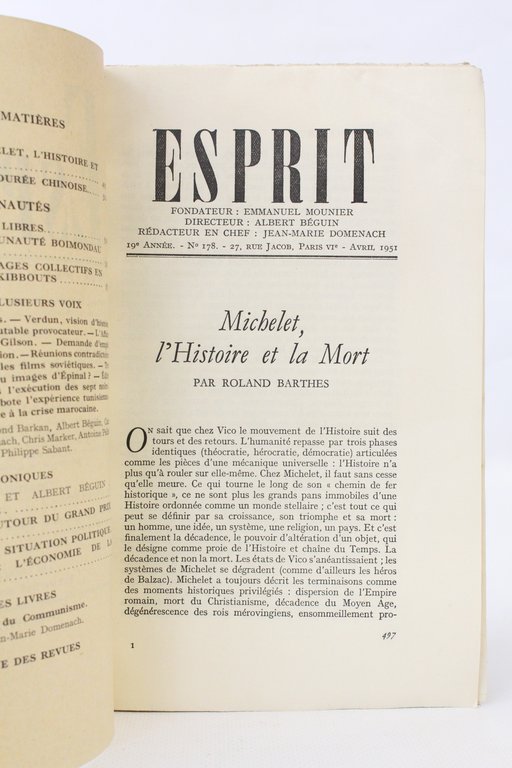 MATIÈRES
LET, L'HISTOIRE ET
DURÉE CHINOISE..
NAUTÉS
LIBRES
UNAUTÉ BOIMONDAU
AGES COLLECTIFS EN
KIBBOUTS
LUSIEURS VOIX
s. — Verdun, vision d'
utable provocateur. —
Gilson. — Demande d'
ion. — Réunions contradic
les films soviétiques. —
u images d'Épinal ? —
l'exécution des sept
bote l'expérience tunisienne
e à la crise marocaine.
ond Barkan, Albert Béguin,
ach, Chris Marker, Antoine
Philippe Sabant.
ONIQUES
ET ALBERT BÉGUIN
UTOUR DU GRAND PRIX
SITUATION POLITIQUE
L'ÉCONOMIE DE
ES LIVRES
du Communisme.
n-Marie Domenach.
E DES REVUES
ESPRIT
FONDATEUR : EMMANUEL MOUNIER
DIRECTEUR : ALBERT BÉGUIN
RÉDACTEUR EN CHEF : JEAN-MARIE DOMENACH
19e ANNÉE. - No 178. - 27, RUE JACOB, PARIS VIe - AVRIL 1951
Michelet,
l'Histoire et la Mort
PAR ROLAND BARTHES
ON sait que chez Vico le mouvement de l'Histoire suit des
tours et des retours. L'humanité repasse par trois phases
identiques (théocratie, hérocratie, démocratie) articulées
comme les pièces d'une mécanique universelle : l'Histoire n'a
plus qu'à rouler sur elle-même. Chez Michelet, il faut sans cesse
qu'elle meure. Ce qui tourne le long de son « chemin de fer
historique », ce ne sont plus les grands pans immobiles d'une
Histoire ordonnée comme un monde stellaire ; c'est tout ce qui
peut se définir par sa croissance, son triomphe et sa mort :
un homme, une idée, un système, une religion, un pays. Et c'est
finalement la décadence, le pouvoir d'altération d'un objet, qui
le désigne comme proie de l'Histoire et chaîne du Temps. La
décadence et non la mort. Les états de Vico s'anéantissaient ; les
systèmes de Michelet se dégradent (comme d'ailleurs les héros
de Balzac). Michelet a toujours décrit les terminaisons comme
des moments historiques privilégiés : dispersion de l'Empire
romain, mort du Christianisme, décadence du Moyen Age,
dégénérescence des rois mérovingiens, ensommeillement pro-
497
1